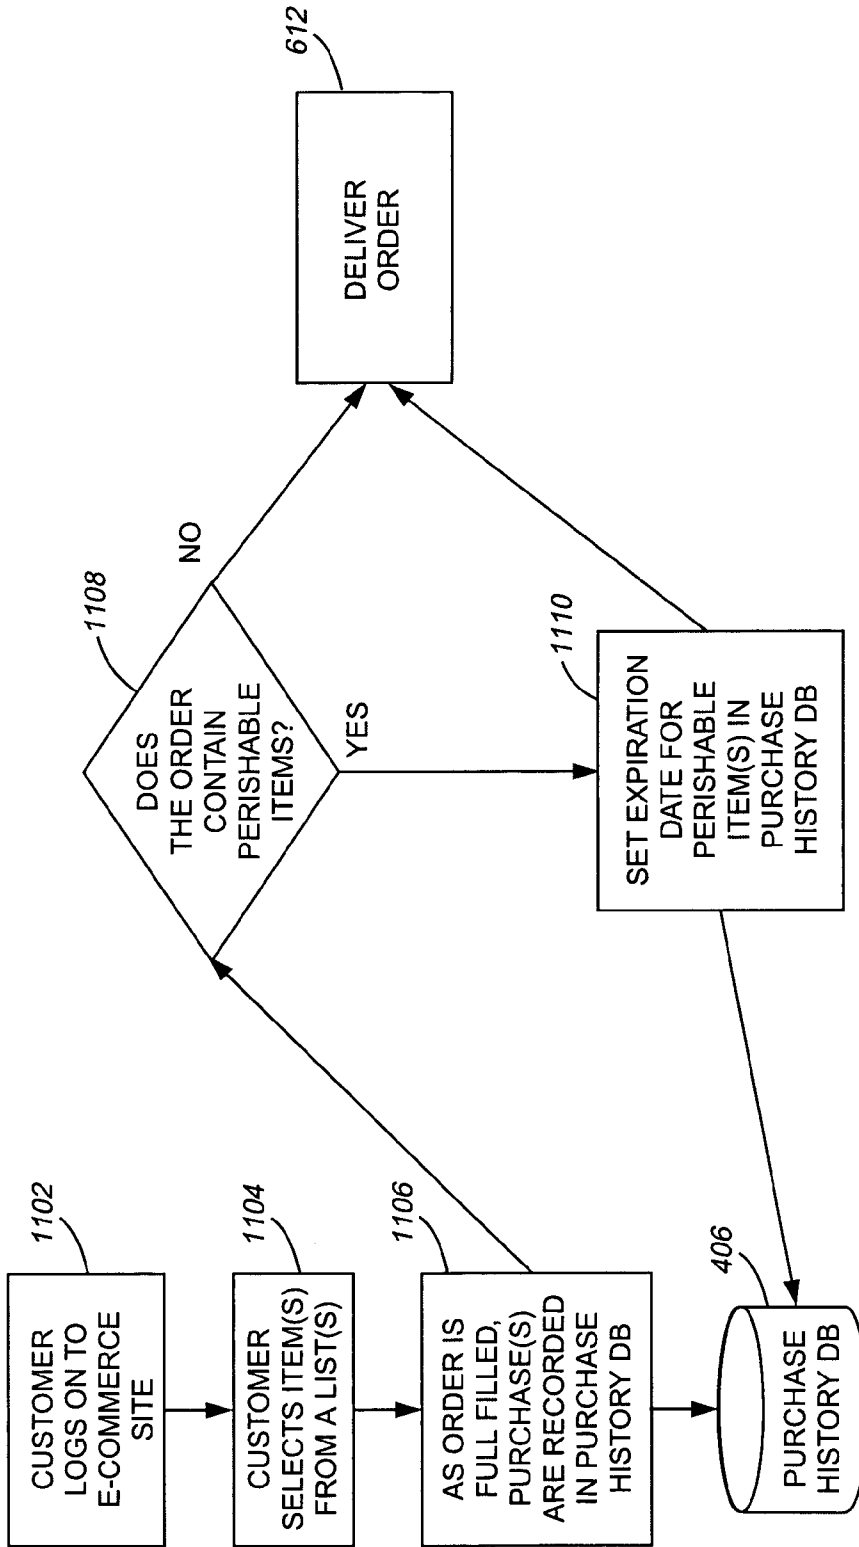 1102
CUSTOMER
LOGS ON TO
E-COMMERCE
SITE
1104
CUSTOMER
SELECTS ITEM(S)
FROM A LIST(S)
1106
AS ORDER IS
FULL FILLED,
PURCHASE(S)
ARE RECORDED
IN PURCHASE
HISTORY DB
406
PURCHASE
HISTORY DB
1108
DOES
THE ORDER
CONTAIN
PERISHABLE
ITEMS?
NO
YES
1110
SET EXPIRATION
DATE FOR
PERISHABLE
ITEM(S) IN
PURCHASE
HISTORY DB
612
DELIVER
ORDER